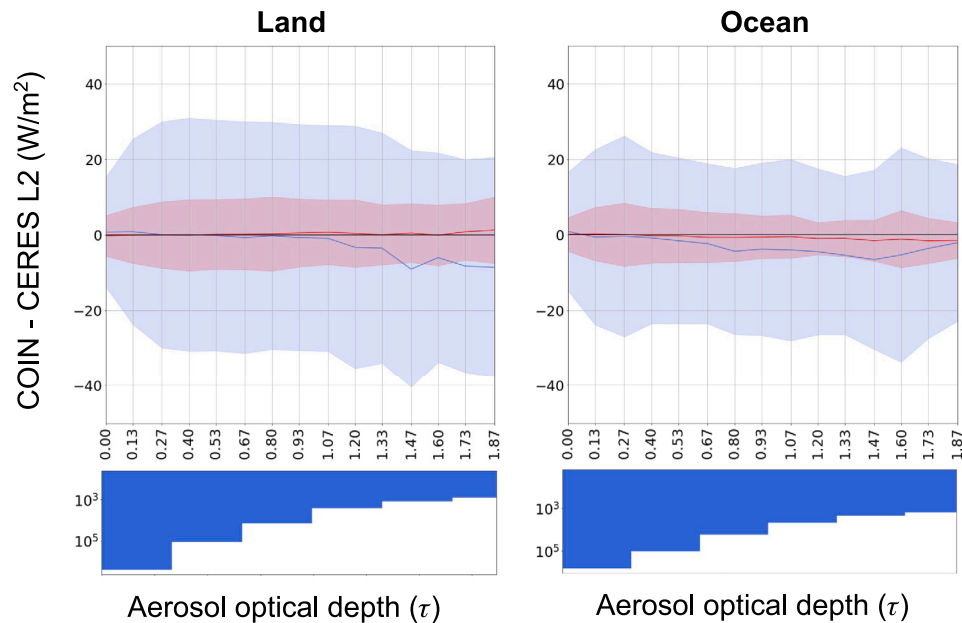 Land
Ocean
COIN - CERES L2 (W/m²)
40
20
0
−20
−40
40
20
0
−20
−40
0.00 0.13 0.27 0.40 0.53 0.67 0.80 0.93 1.07 1.20 1.33 1.47 1.60 1.73 1.87
0.00 0.13 0.27 0.40 0.53 0.67 0.80 0.93 1.07 1.20 1.33 1.47 1.60 1.73 1.87
10³
10⁵
10³
10⁵
Aerosol optical depth (τ)
Aerosol optical depth (τ)